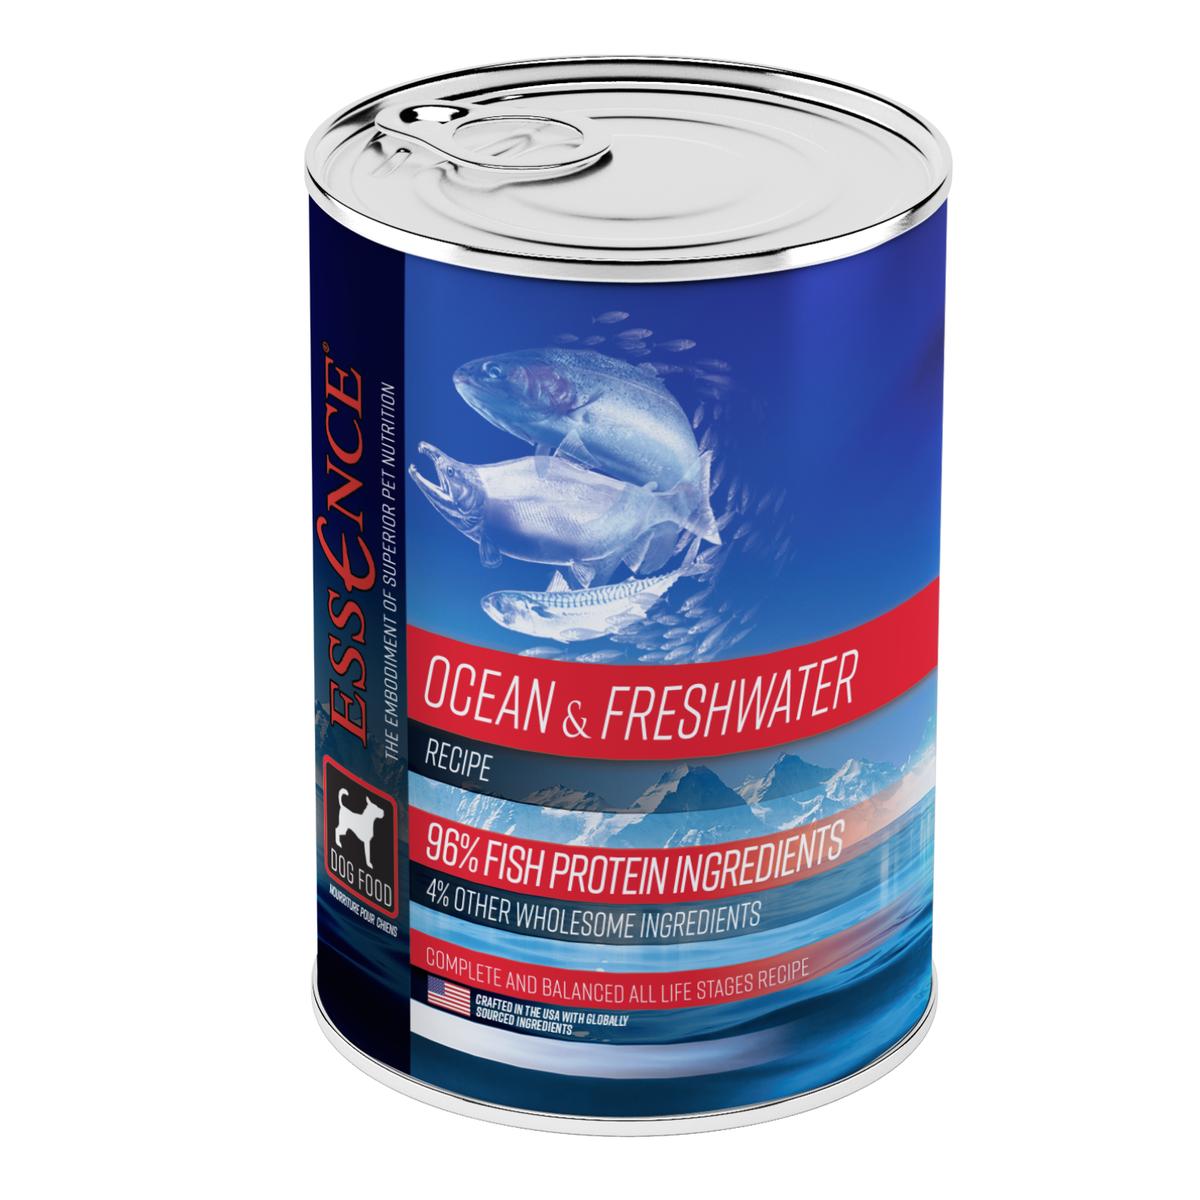 ESSENCE®
THE EMBODIMENT OF SUPERIOR PET NUTRITION
DOG FOOD
NOURRITURE POUR CHIENS
OCEAN & FRESHWATER
RECIPE
96% FISH PROTEIN INGREDIENTS
4% OTHER WHOLESOME INGREDIENTS
COMPLETE AND BALANCED ALL LIFE STAGES RECIPE
CRAFTED IN THE USA WITH GLOBALLY
SOURCED INGREDIENTS